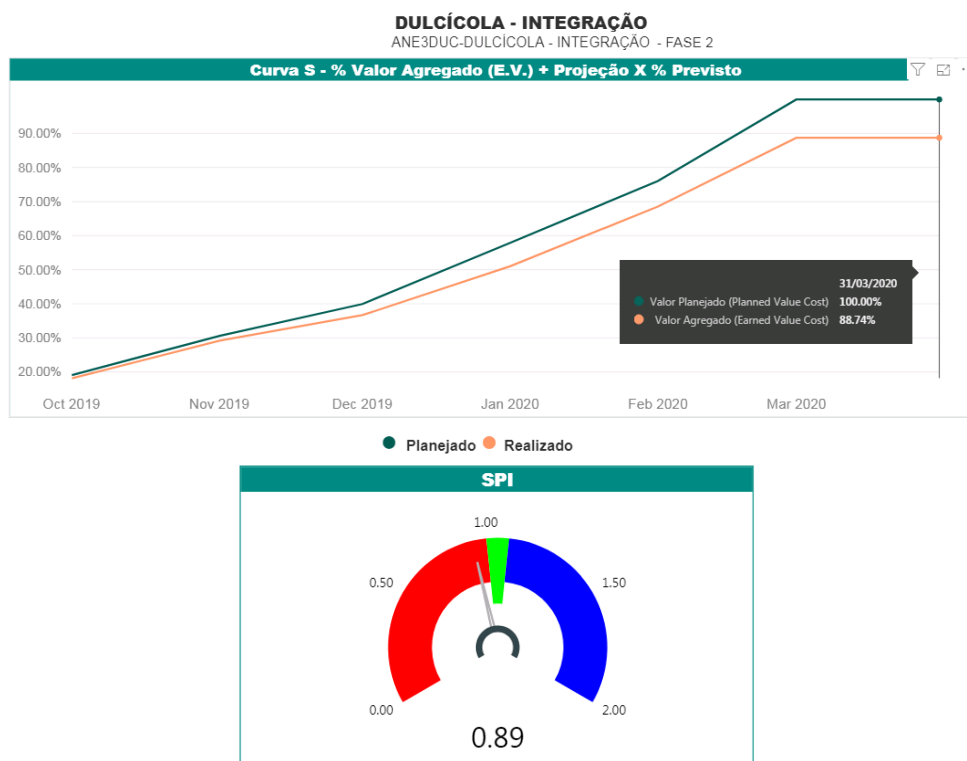 DULCÍCOLA - INTEGRAÇÃO
ANE3DUC-DULCÍCOLA - INTEGRAÇÃO - FASE 2
Curva S - % Valor Agregado (E.V.) + Projeção X % Previsto
90.00%
80.00%
70.00%
60.00%
50.00%
40.00%
30.00%
20.00%
31/03/2020
Valor Planejado (Planned Value Cost) 100.00%
Valor Agregado (Earned Value Cost) 88.74%
Oct 2019 Nov 2019 Dec 2019 Jan 2020 Feb 2020 Mar 2020
Planejado Realizado
SPI
1.00
0.50 1.50
0.00 2.00
0.89